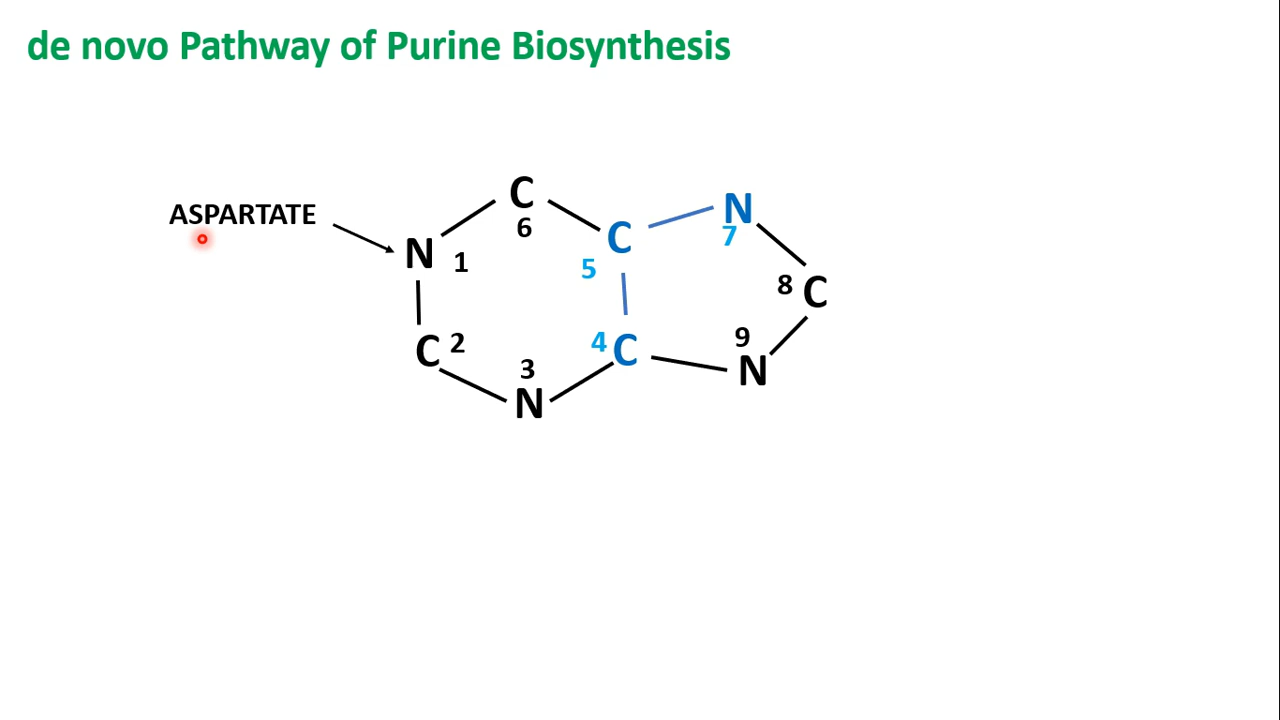 de novo Pathway of Purine Biosynthesis
ASPARTATE
C
6
N
7
C
5
N 1
8 C
C 2
4 C
9
N
3
N